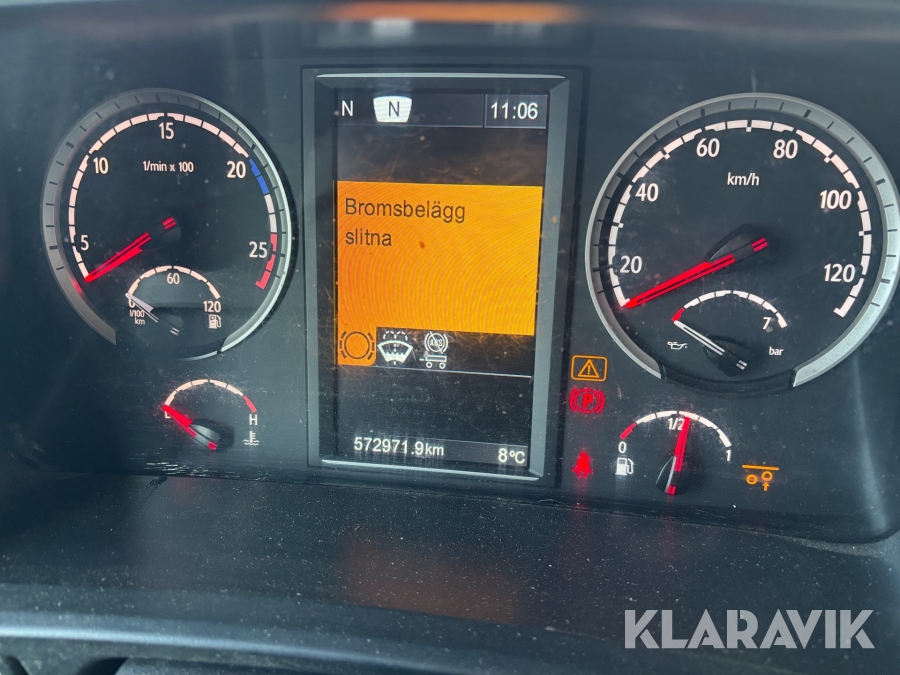 15
10
20
1/min x 100
5
25
60
0
120
l/100
km
H
N N 11:06
Bromsbelägg
slitna
ABS
572971.9km 8°C
60
80
40
km/h
100
20
120
7
bar
P
1/2
0
1
KLARAVIK